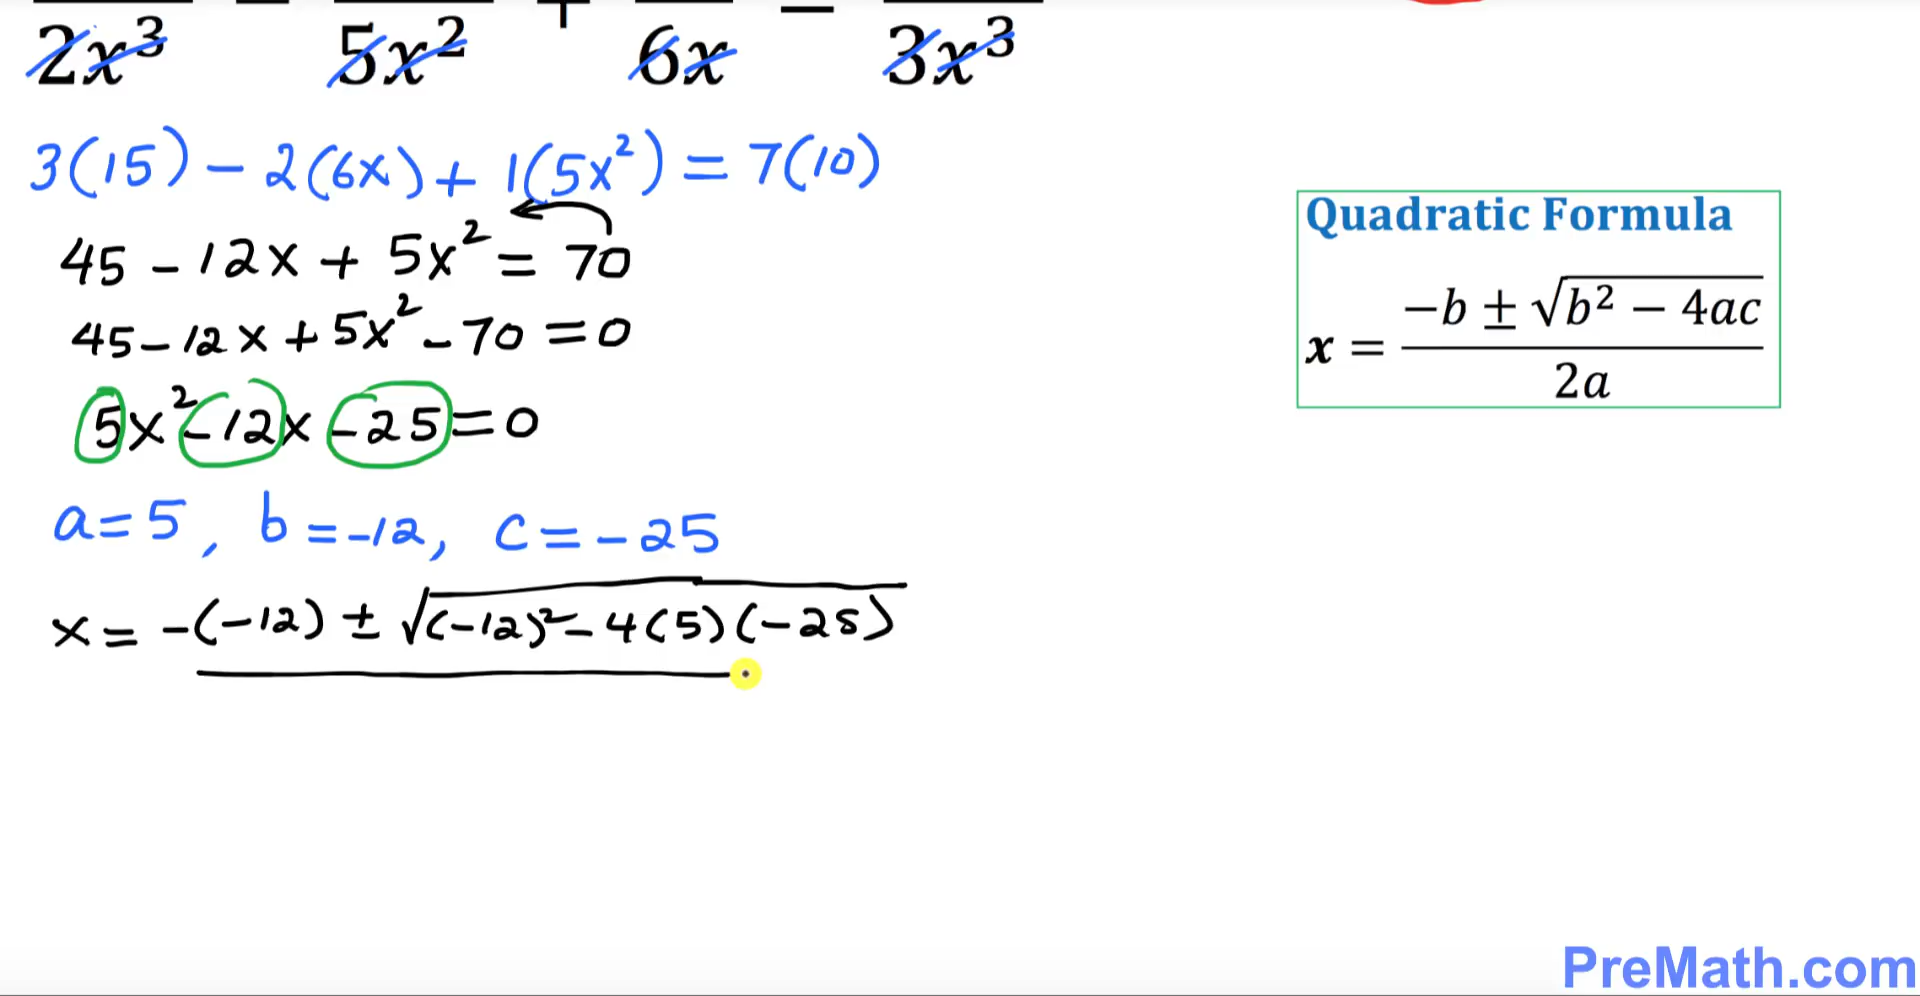 2x³ 5x² + 6x − 3x³
3(15) − 2(6x) + 1(5x²) = 7(10)
45 − 12x + 5x² = 70
45 − 12x + 5x² − 70 = 0
5x² − 12x − 25 = 0
a = 5, b = −12, c = −25
x = −(−12) ± √(−12)² − 4(5)(−25)
Quadratic Formula
x = −b ± √b² − 4ac
2a
PreMath.com